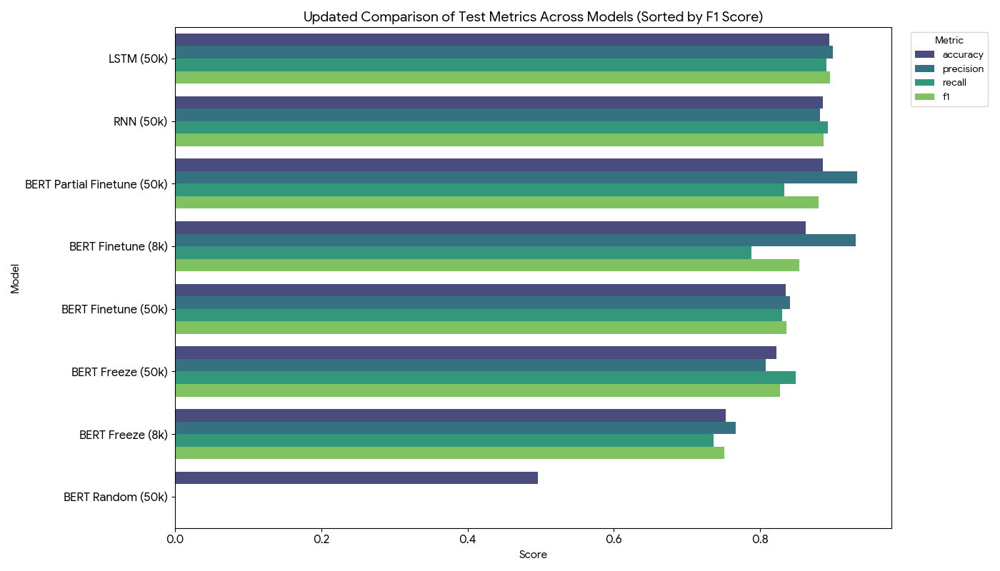 Updated Comparison of Test Metrics Across Models (Sorted by F1 Score)
Metric
accuracy
precision
recall
f1
Model
LSTM (50k)
RNN (50k)
BERT Partial Finetune (50k)
BERT Finetune (8k)
BERT Finetune (50k)
BERT Freeze (50k)
BERT Freeze (8k)
BERT Random (50k)
0.0 0.2 0.4 0.6 0.8
Score